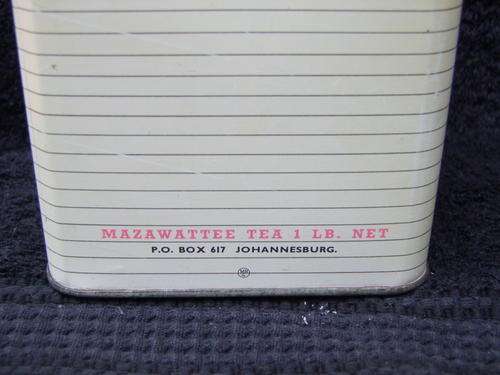 MAZAWATTEE TEA 1 LB. NET
P.O. BOX 617 JOHANNESBURG.